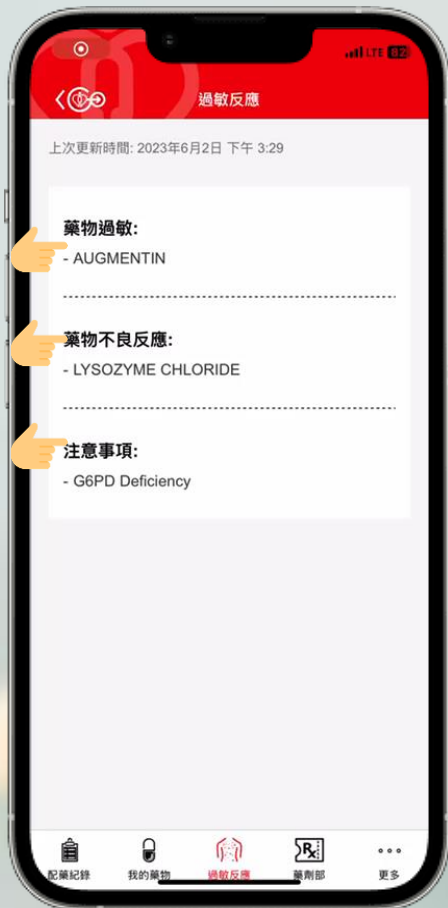 LTE 82
過敏反應
上次更新時間: 2023年6月2日 下午 3:29
藥物過敏:
- AUGMENTIN
藥物不良反應:
- LYSOZYME CHLORIDE
注意事項:
- G6PD Deficiency
配藥紀錄 我的藥物 過敏反應 藥劑部 更多